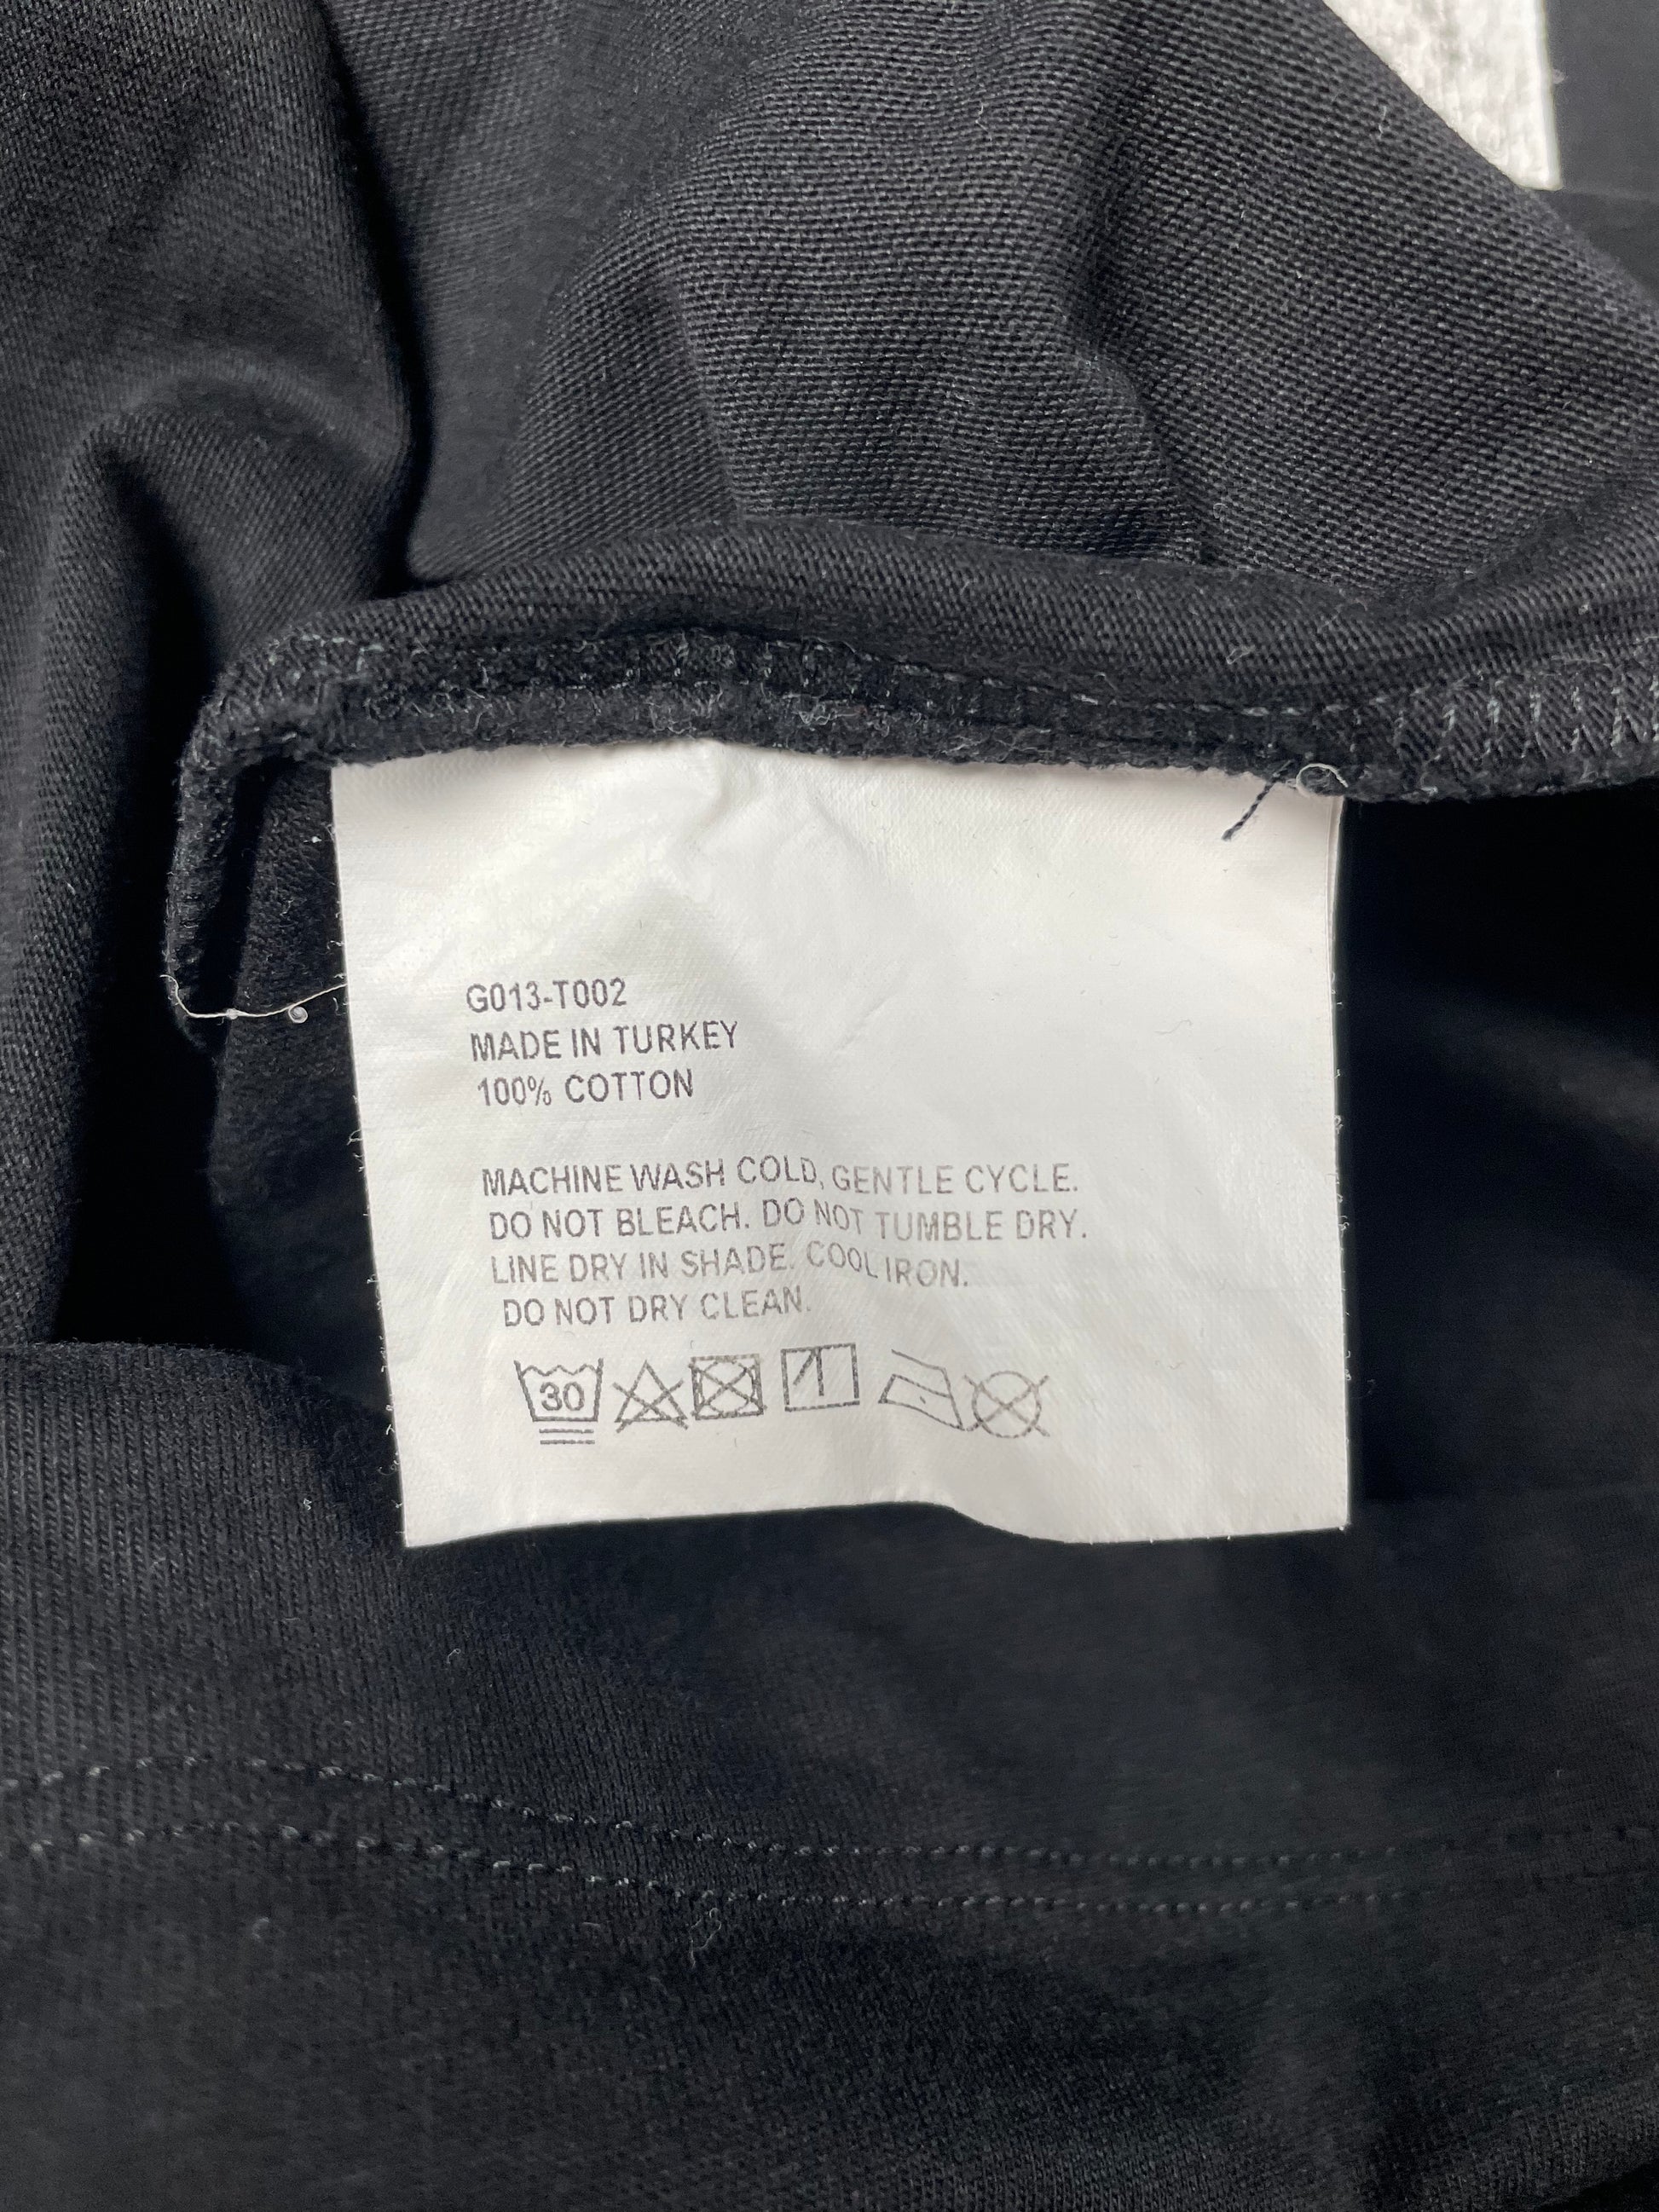 G013-T002
MADE IN TURKEY
100% COTTON
MACHINE WASH COLD, GENTLE CYCLE.
DO NOT BLEACH. DO NOT TUMBLE DRY.
LINE DRY IN SHADE. COOL IRON.
DO NOT DRY CLEAN.
30